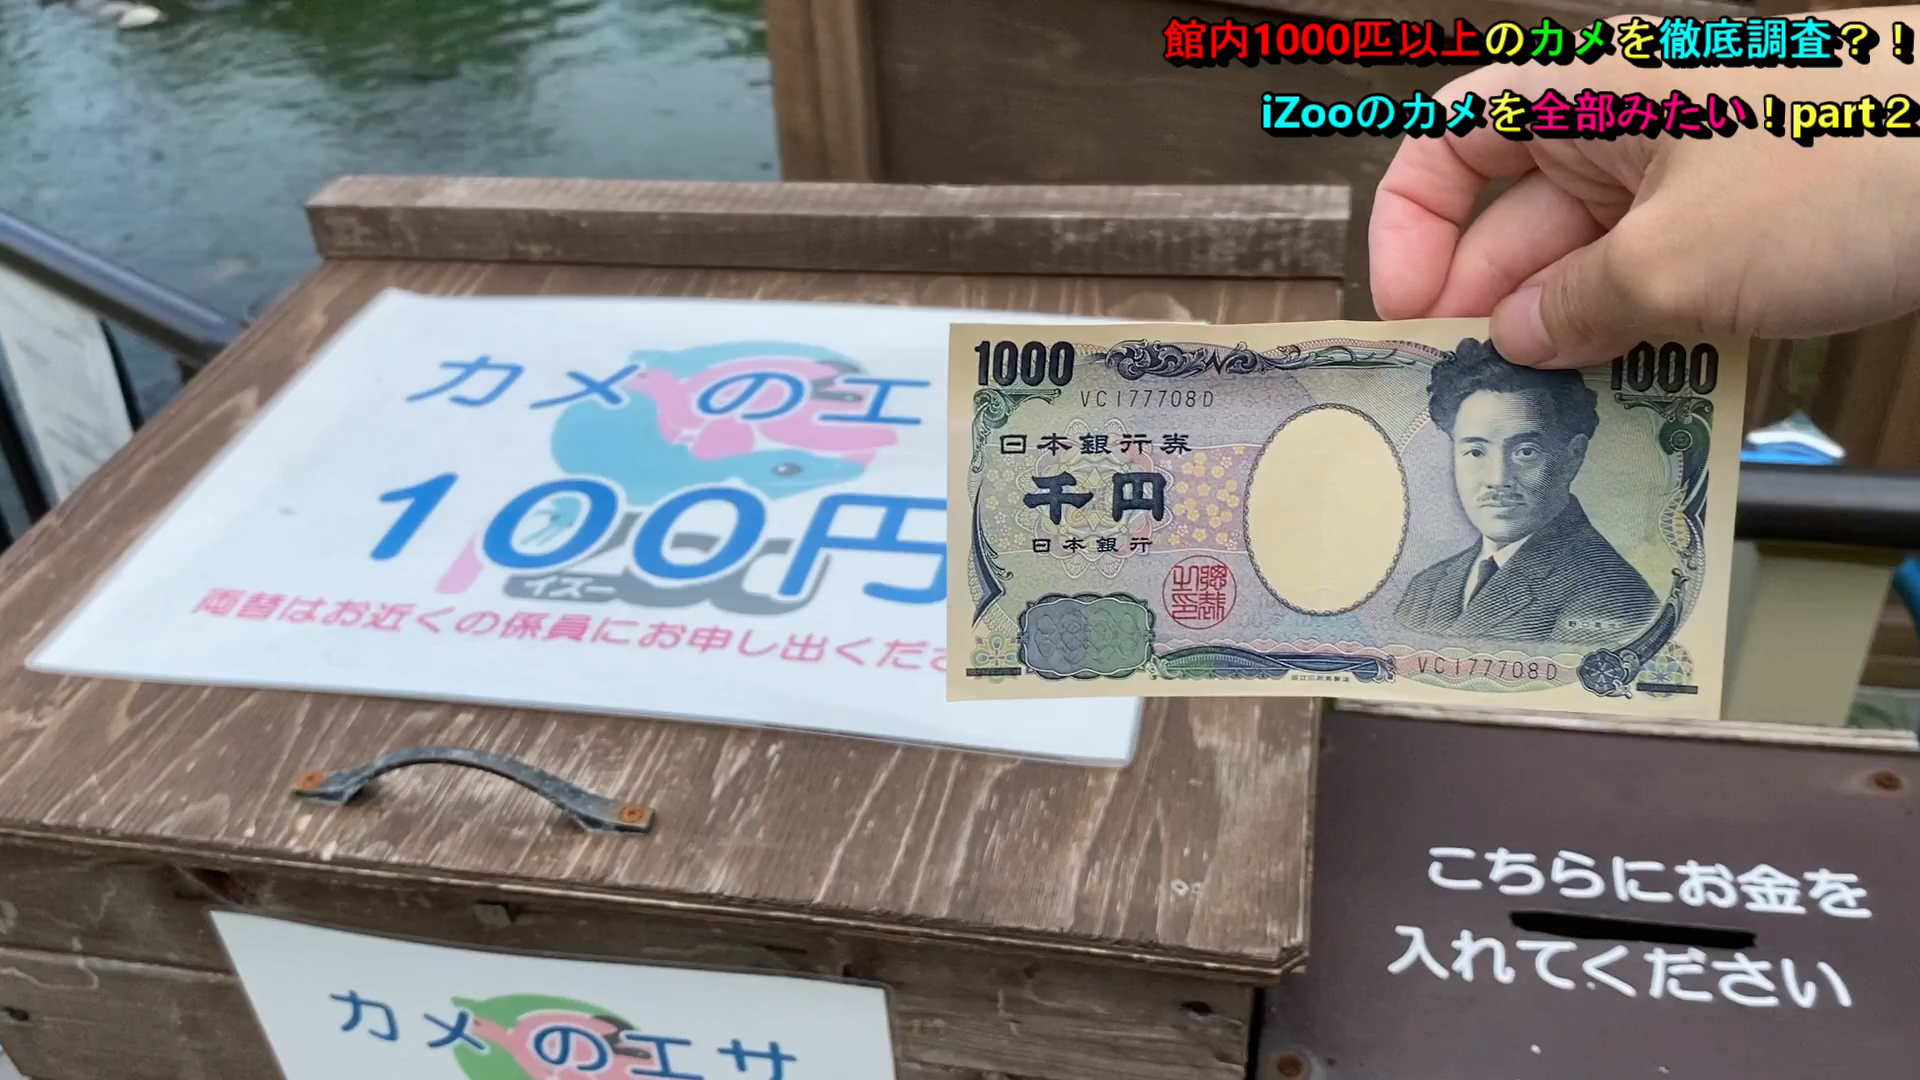 館内1000匹以上のカメを徹底調査？！
iZooのカメを全部みたい！part２
カメのエ
100円
イズー
両替はお近くの係員にお申し出くださ
1000
1000
VC177708D
日本銀行券
千円
日本銀行
VC177708D
こちらにお金を
入れてください
カメのエサ